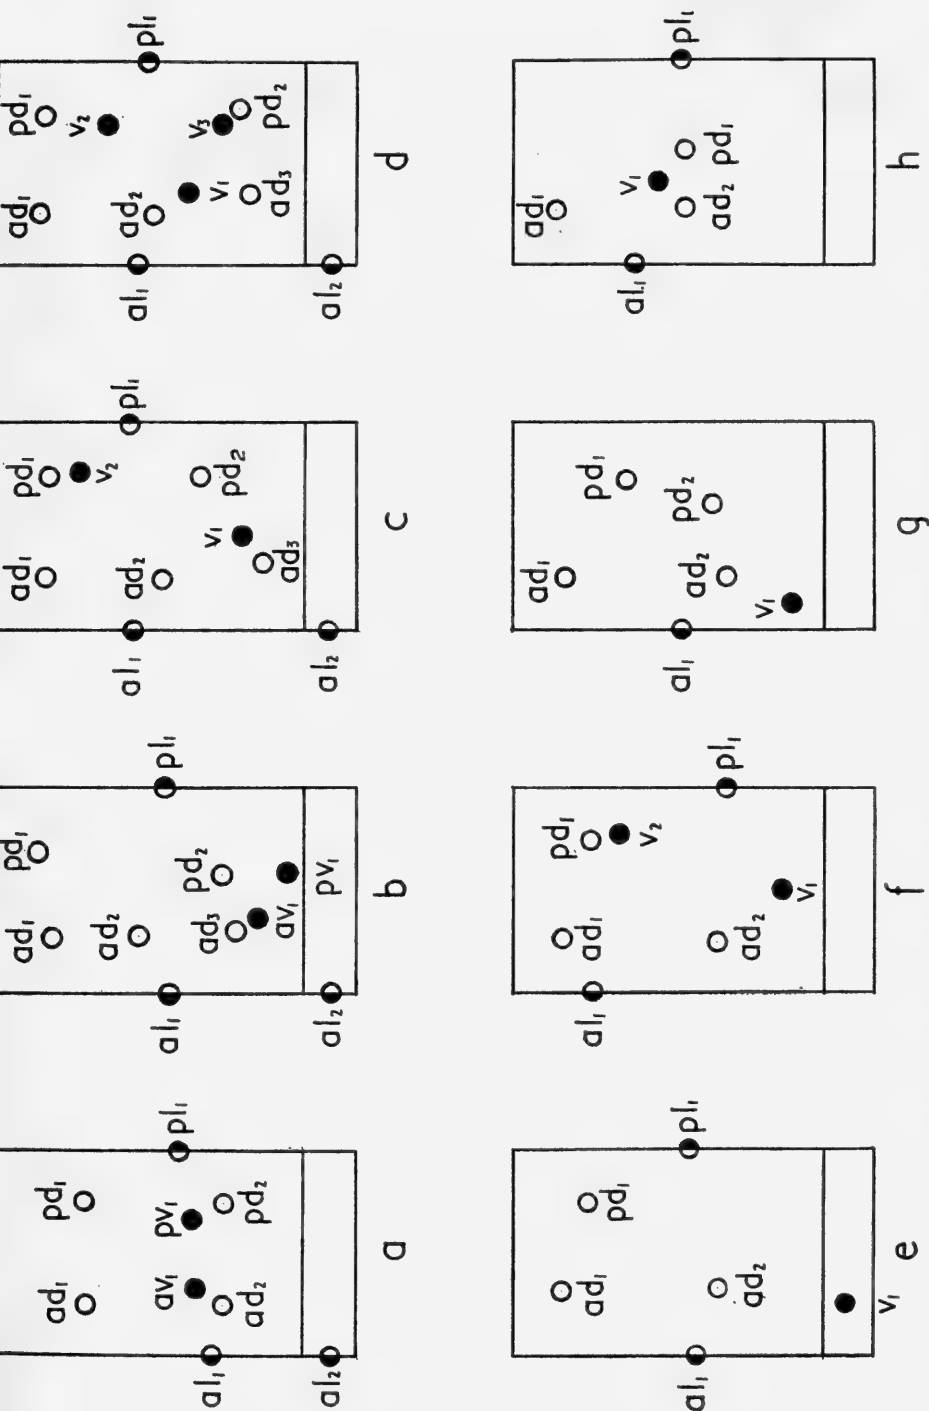 ad₁ pd₁
av₁ pv₁ pl₁
al₁
ad₂ pd₂
al₂
a
ad₁ pd₁
ad₂
al₁ pl₁
ad₃ pd₂
av₁
pv₁
al₂
b
ad₁ pd₁
v₂
al₁ pl₁
ad₂
v₁ pd₂
ad₃
al₂
c
ad₁ pd₁
v₂
al₁ pl₁
ad₂
v₃
v₁
ad₃ pd₂
al₂
d
ad₁ pd₁
al₁ pl₁
ad₂
v₁
e
ad₁ pd₁
al₁ v₂
ad₂ pl₁
v₁
f
ad₁ pd₁
al₁ pd₂
ad₂
v₁
g
ad₁
al₁ v₁ pl₁
ad₂ pd₁
h